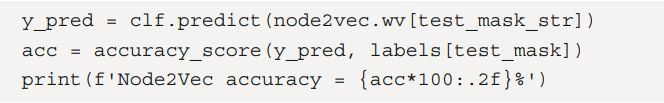 y_pred = clf.predict(node2vec.wv[test_mask_str])
acc = accuracy_score(y_pred, labels[test_mask])
print(f'Node2Vec accuracy = {acc*100:.2f}%')